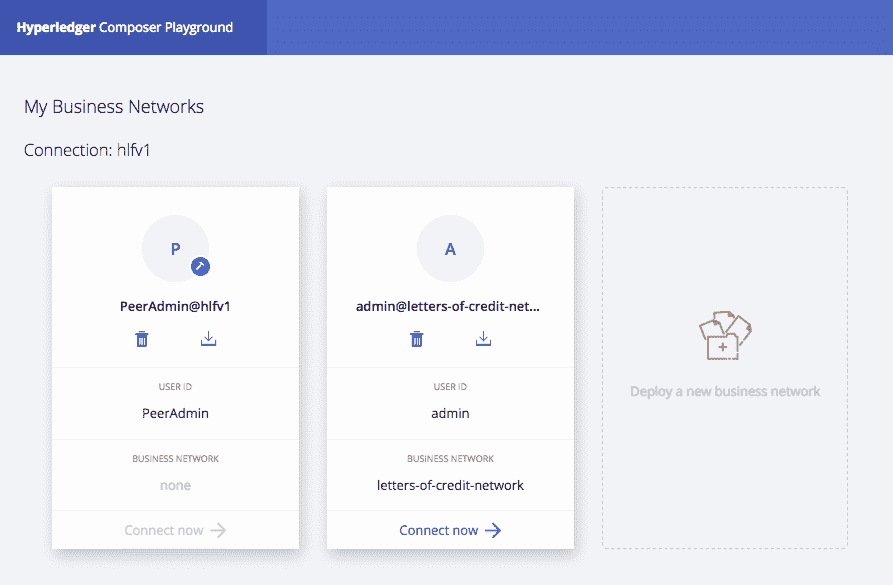 Hyperledger Composer Playground
My Business Networks
Connection: hlfv1
P
PeerAdmin@hlfv1
USER ID
PeerAdmin
BUSINESS NETWORK
none
Connect now
A
admin@letters-of-credit-net...
USER ID
admin
BUSINESS NETWORK
letters-of-credit-network
Connect now
Deploy a new business network